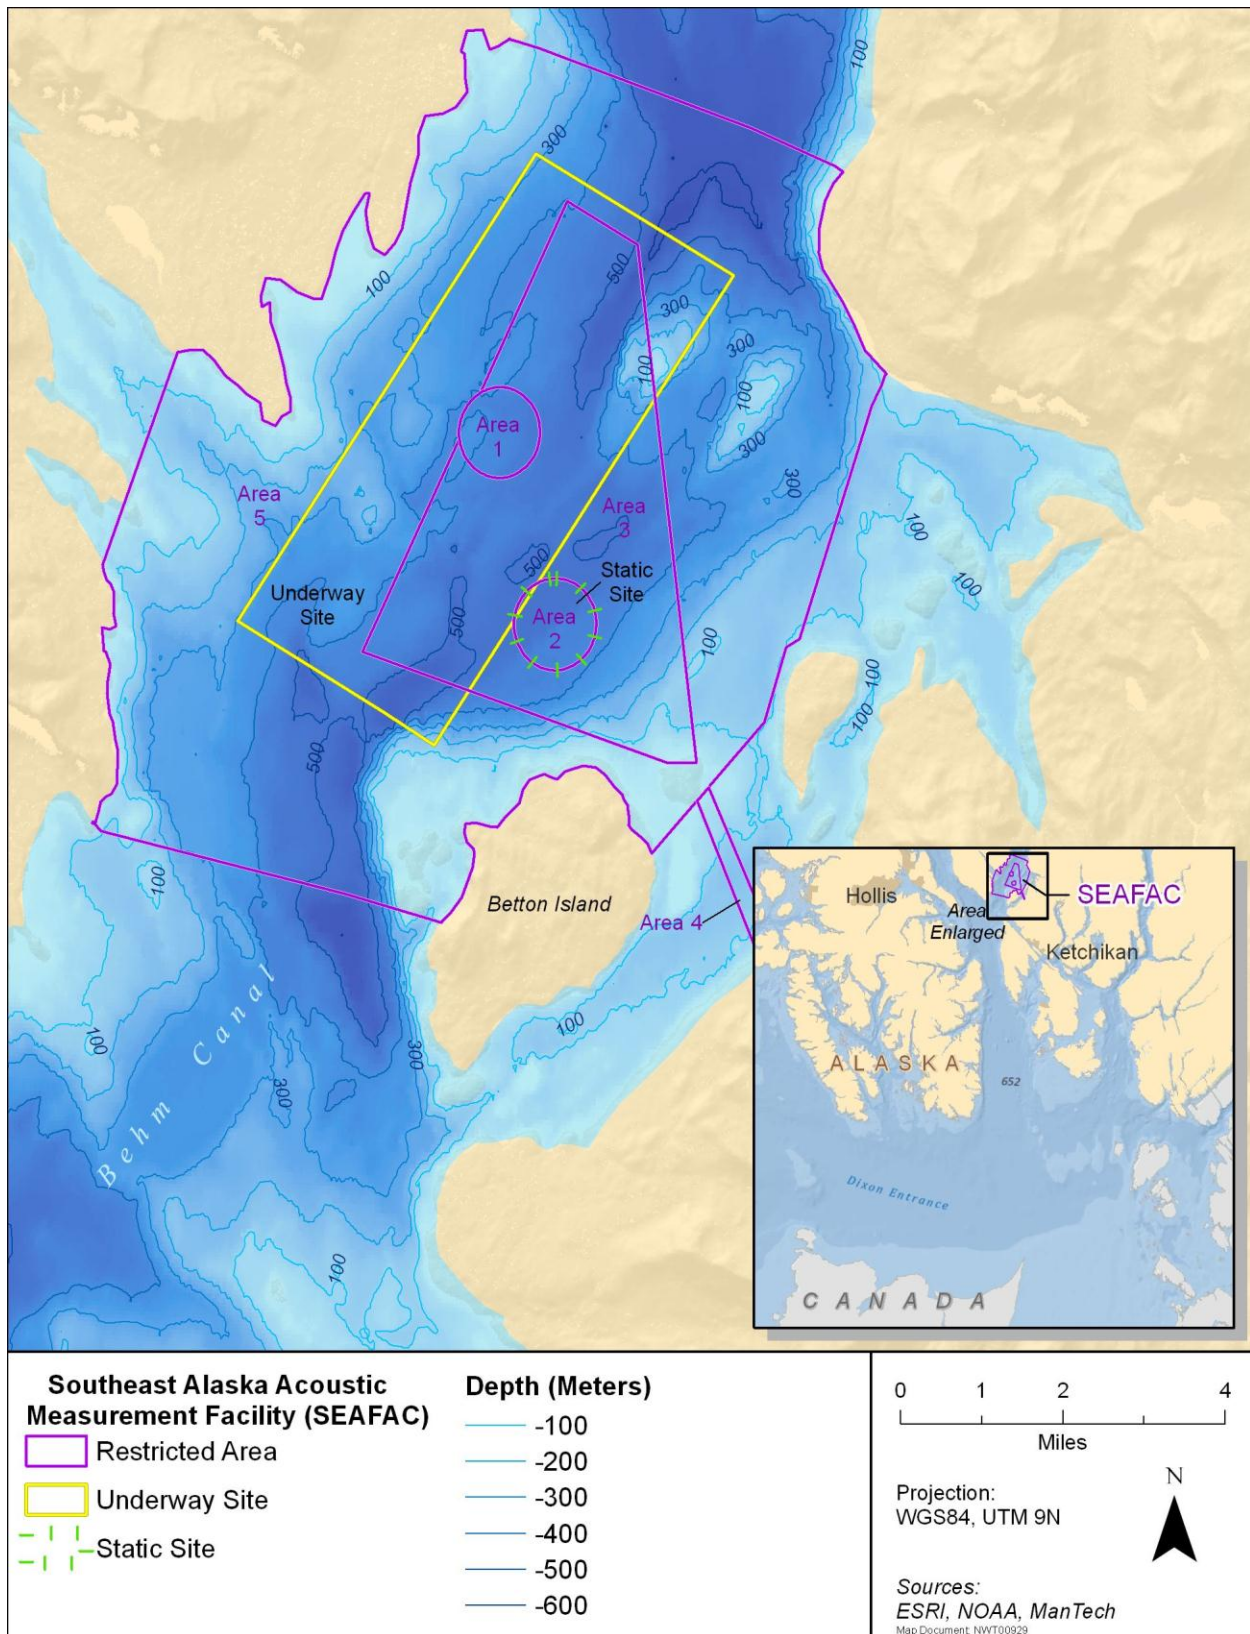 100
300
100
500
300
100
300
100
300
Area
1
Area
5
Area
3
300
100
100
500
Static
Site
Underway
Site
Area
2
500
100
100
100
500
100
Betton Island
Area 4
100
Behm Canal
100
100
300
300
100
Hollis
Area
Enlarged
SEAFAC
Ketchikan
ALASKA
652
Dixon Entrance
CANADA
Southeast Alaska Acoustic
Measurement Facility (SEAFAC)
Restricted Area
Underway Site
Static Site
Depth (Meters)
-100
-200
-300
-400
-500
-600
0 1 2 4
Miles
N
Projection:
WGS84, UTM 9N
Sources:
ESRI, NOAA, ManTech
Map Document: NWT00929